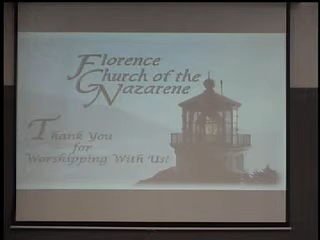 Florence
Church of the
Nazarene
Thank You
for
Worshipping With Us!